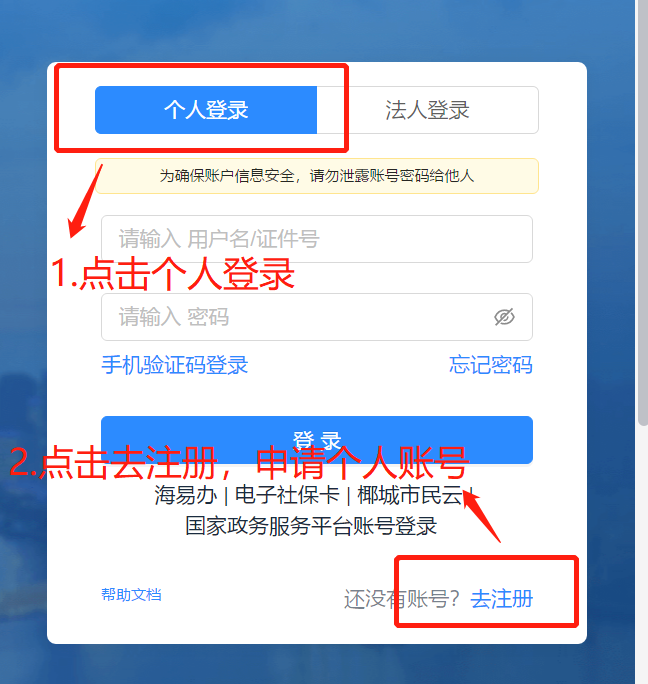 个人登录 法人登录
为确保账户信息安全，请勿泄露账号密码给他人
请输入 用户名/证件号
1.点击个人登录
请输入 密码
手机验证码登录 忘记密码
登 录
2.点击去注册，申请个人账号
海易办 | 电子社保卡 | 椰城市民云 |
国家政务服务平台账号登录
帮助文档 还没有账号？去注册